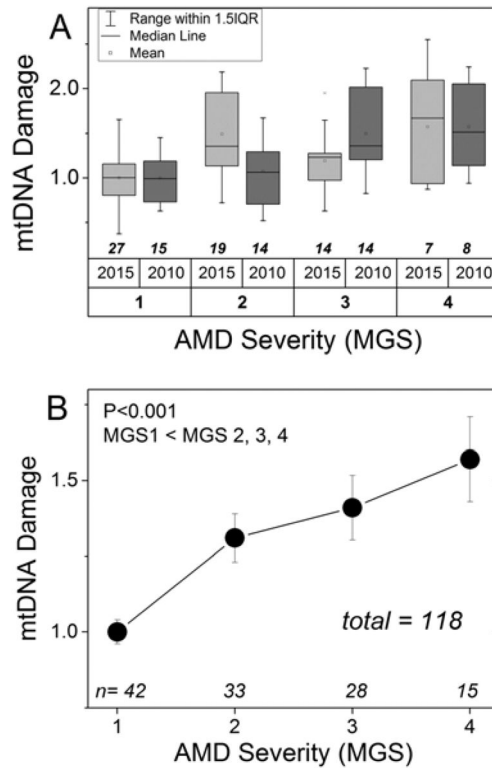 A
Range within 1.5IQR
Median Line
Mean
mtDNA Damage
2.0
1.0
27 15 19 14 14 14 7 8
2015 2010 2015 2010 2015 2010 2015 2010
1 2 3 4
AMD Severity (MGS)
B
P<0.001
MGS1 < MGS 2, 3, 4
mtDNA Damage
1.5
1.0
total = 118
n= 42 33 28 15
1 2 3 4
AMD Severity (MGS)